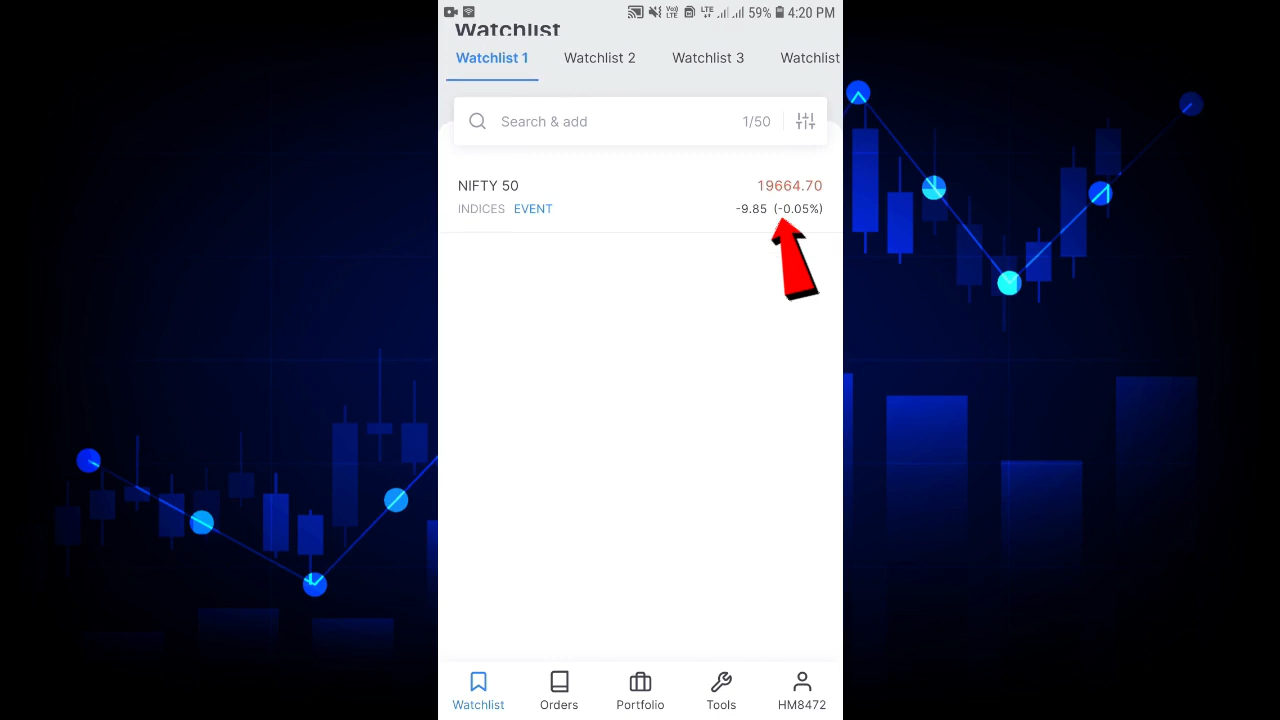 59% 4:20 PM
Watchlist
Watchlist 1 Watchlist 2 Watchlist 3 Watchlist
Search & add 1/50
NIFTY 50 19664.70
INDICES EVENT -9.85 (-0.05%)
Watchlist Orders Portfolio Tools HM8472